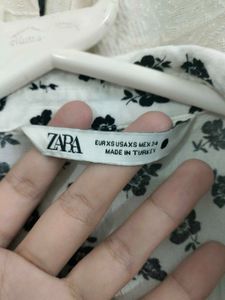 ZARA
EUR XS USA XS MEX 24
MADE IN TURKEY